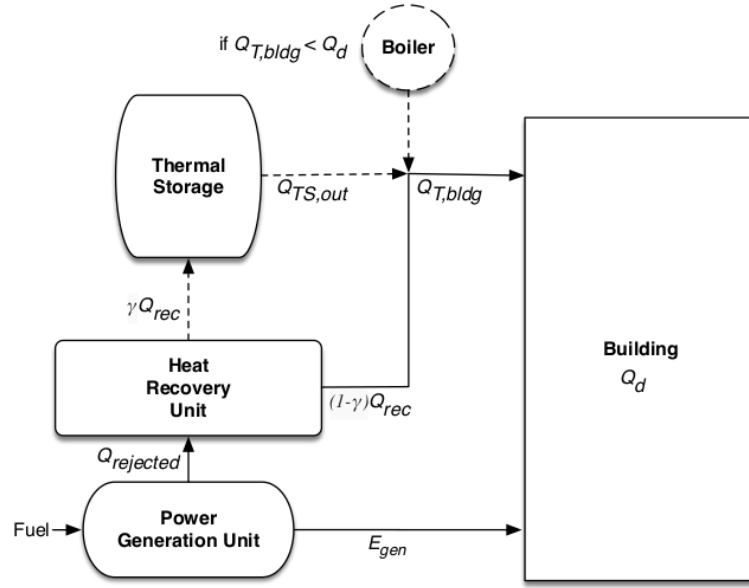 if Q_T,bldg < Q_d
Boiler
Thermal
Storage
Q_TS,out
Q_T,bldg
γQ_rec
Heat
Recovery
Unit
(1-γ)Q_rec
Building
Q_d
Q_rejected
Fuel
Power
Generation Unit
E_gen